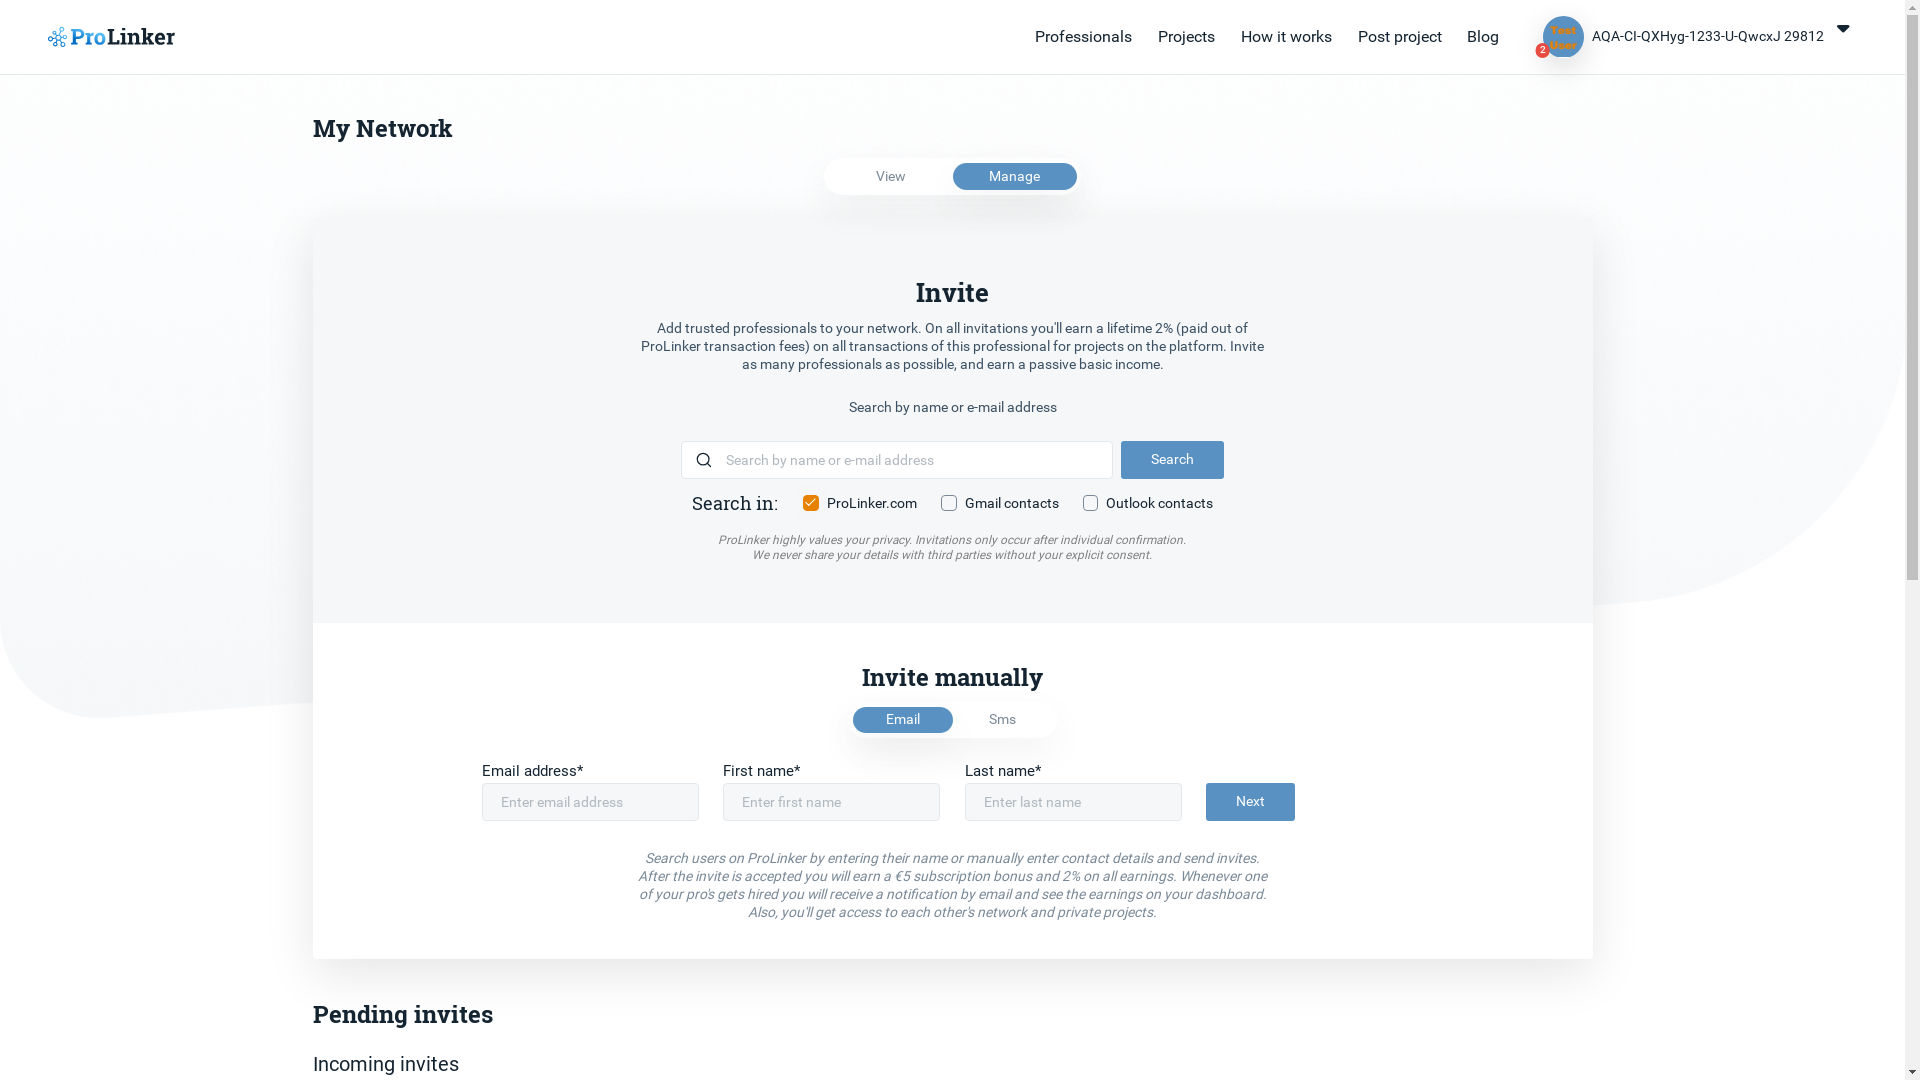 ProLinker
Professionals
Projects
How it works
Post project
Blog
Test
User
2
AQA-CI-QXHyg-1233-U-QwcxJ 29812
My Network
View
Manage
Invite
Add trusted professionals to your network. On all invitations you'll earn a lifetime 2% (paid out of
ProLinker transaction fees) on all transactions of this professional for projects on the platform. Invite
as many professionals as possible, and earn a passive basic income.
Search by name or e-mail address
Search by name or e-mail address
Search
Search in:
ProLinker.com
Gmail contacts
Outlook contacts
ProLinker highly values your privacy. Invitations only occur after individual confirmation.
We never share your details with third parties without your explicit consent.
Invite manually
Email
Sms
Email address*
First name*
Last name*
Enter email address
Enter first name
Enter last name
Next
Search users on ProLinker by entering their name or manually enter contact details and send invites.
After the invite is accepted you will earn a €5 subscription bonus and 2% on all earnings. Whenever one
of your pro's gets hired you will receive a notification by email and see the earnings on your dashboard.
Also, you'll get access to each other's network and private projects.
Pending invites
Incoming invites